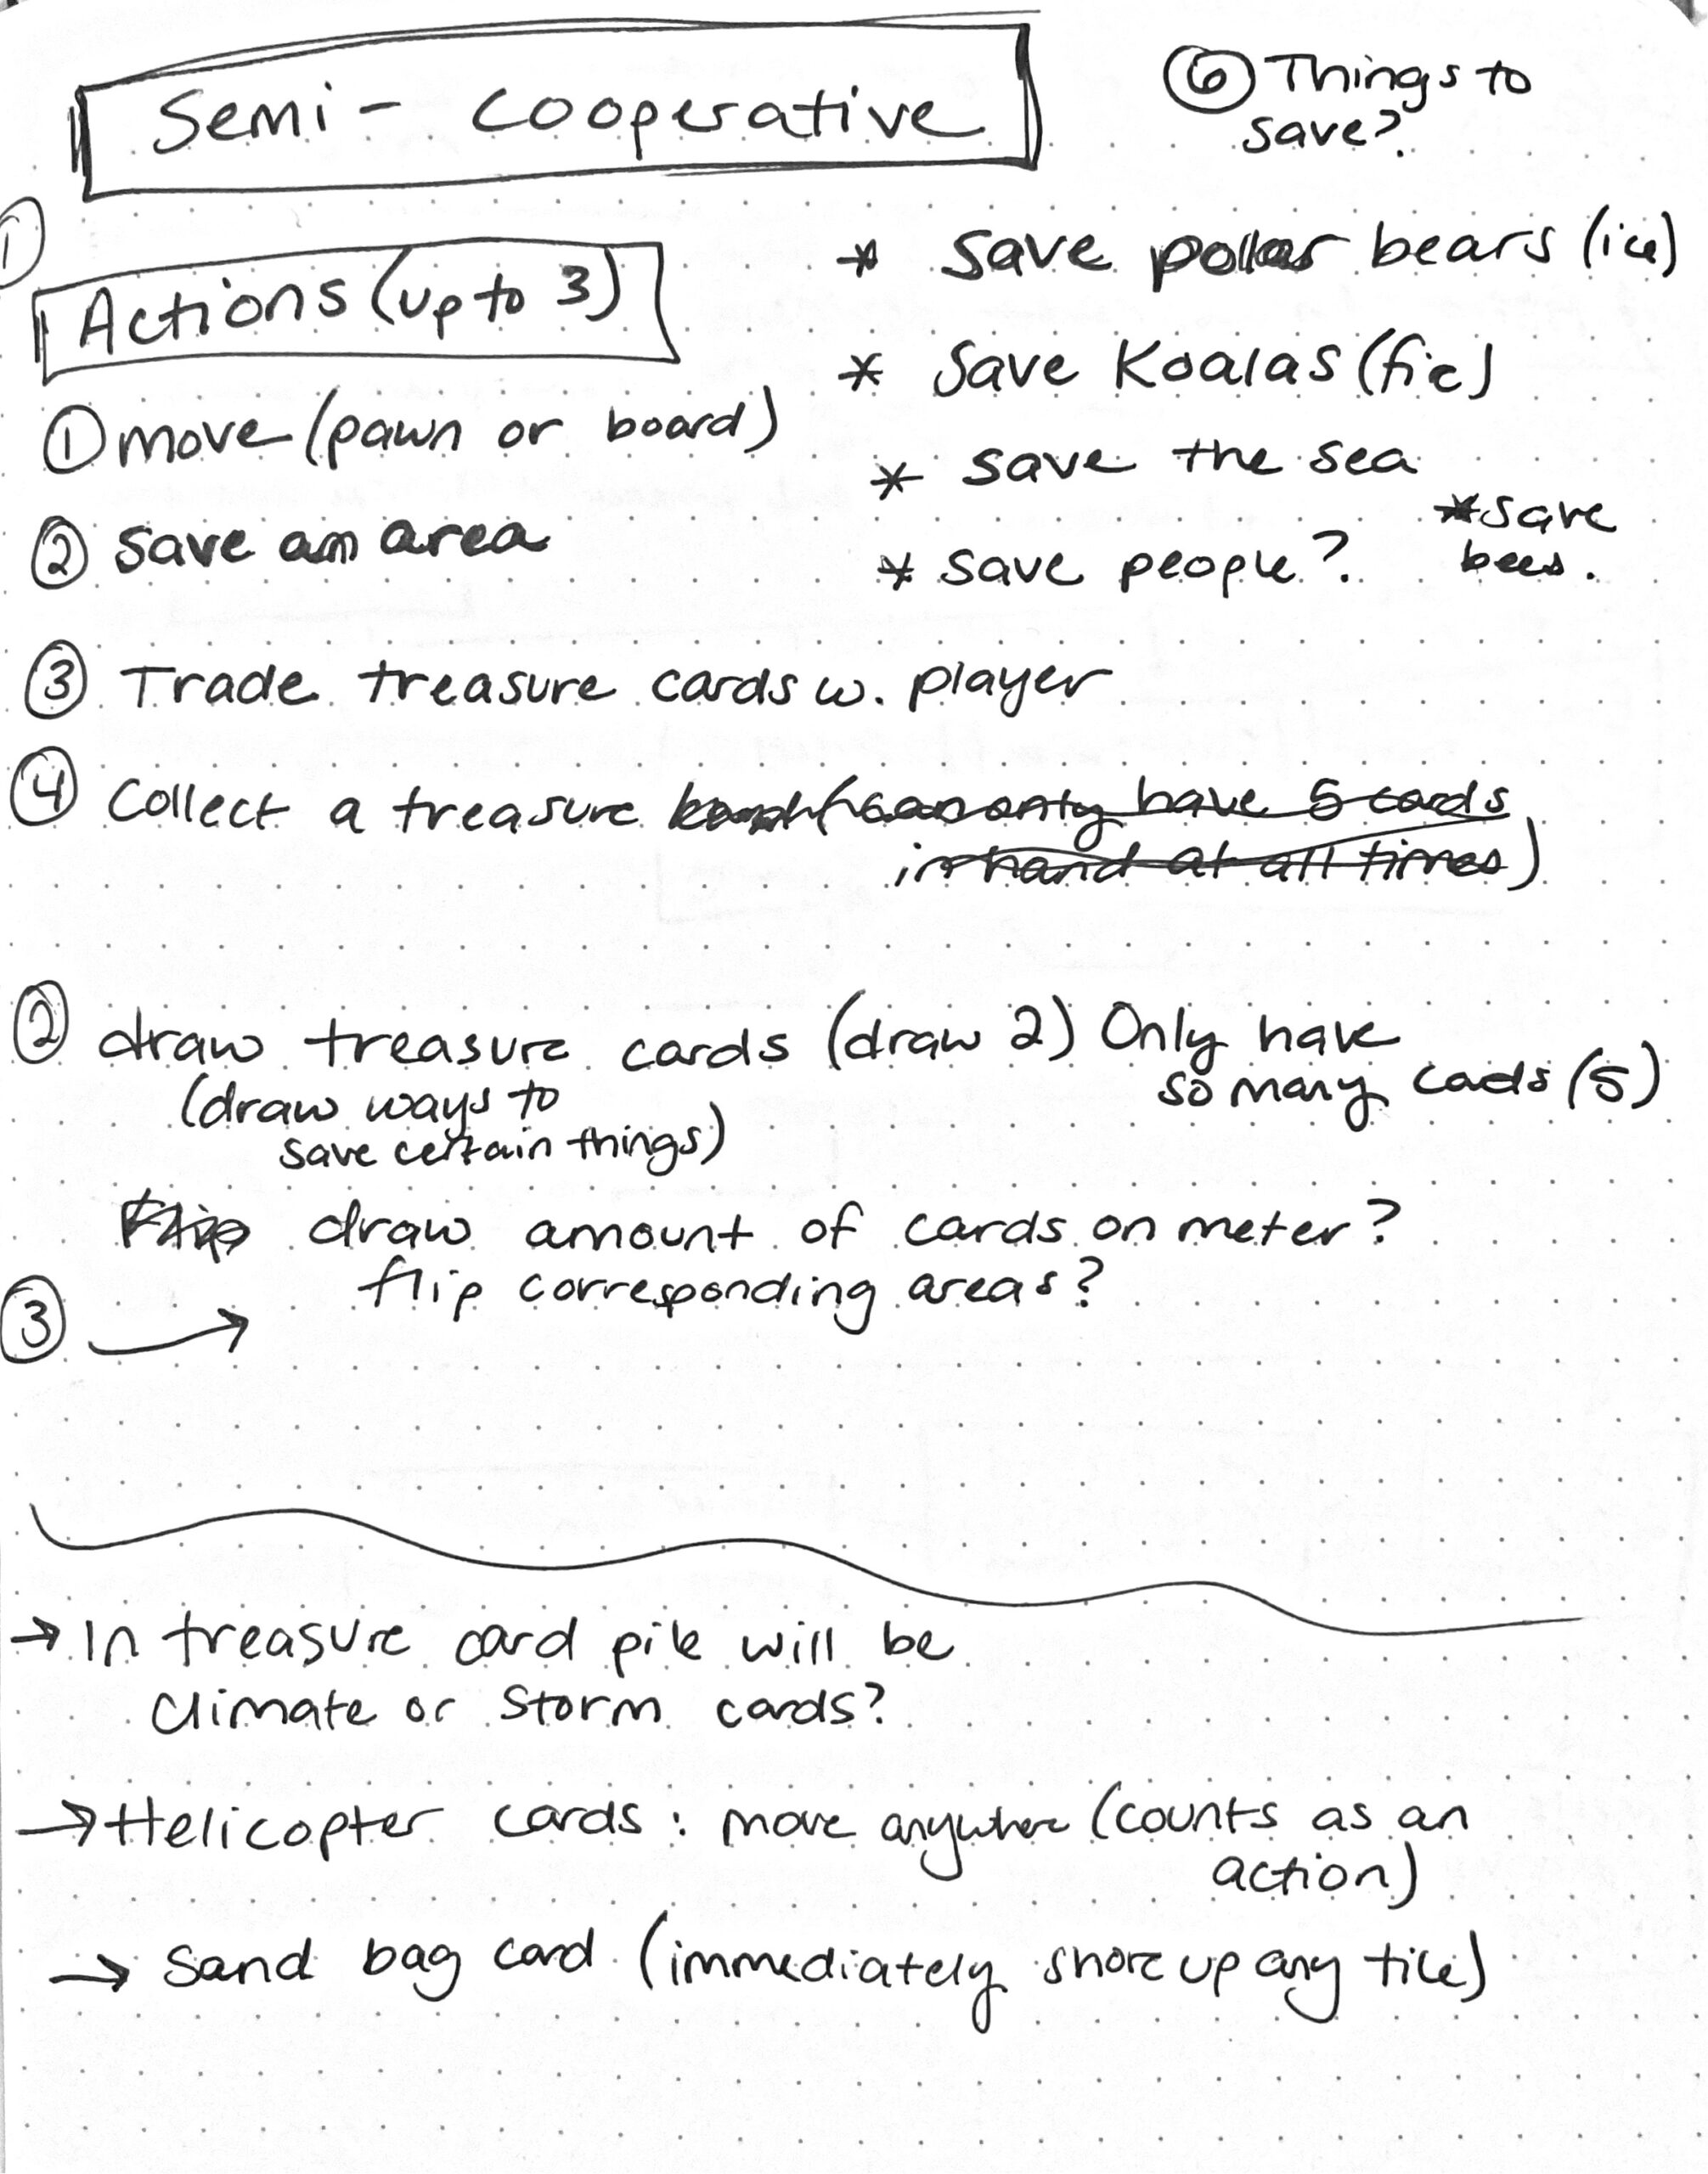 Semi - cooperative
⑥ Things to
save?
①
Actions (up to 3)
① move (pawn or board)
② save an area
* save polar bears (ice)
* save Koalas (fire)
* save the sea
* save people?
* save
bees.
③ Trade treasure cards w. player
④ Collect a treasure (can only have 5 cards
in hand at all times)
② draw treasure cards (draw 2) Only have
so many cads (5)
(draw ways to
save certain things)
Flip draw amount of cards on meter?
flip corresponding areas?
③ →
→ In treasure card pile will be
climate or storm cards?
→ Helicopter cards: move anywhere (counts as an
action)
→ Sand bag card (immediately shore up any tile)